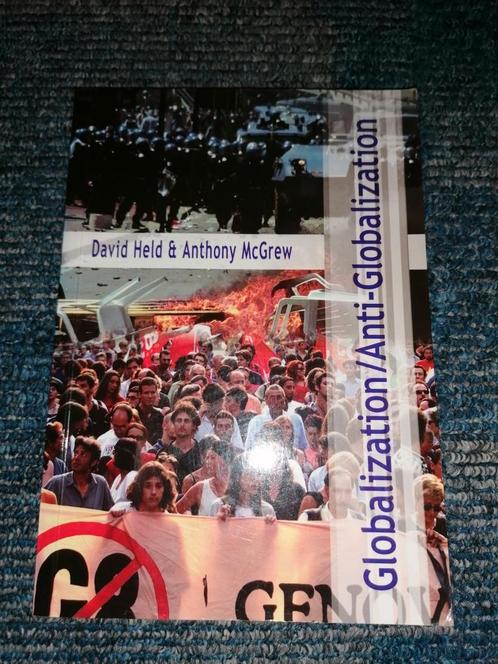 David Held & Anthony McGrew
Globalization/Anti-Globalization
G8
GENOV